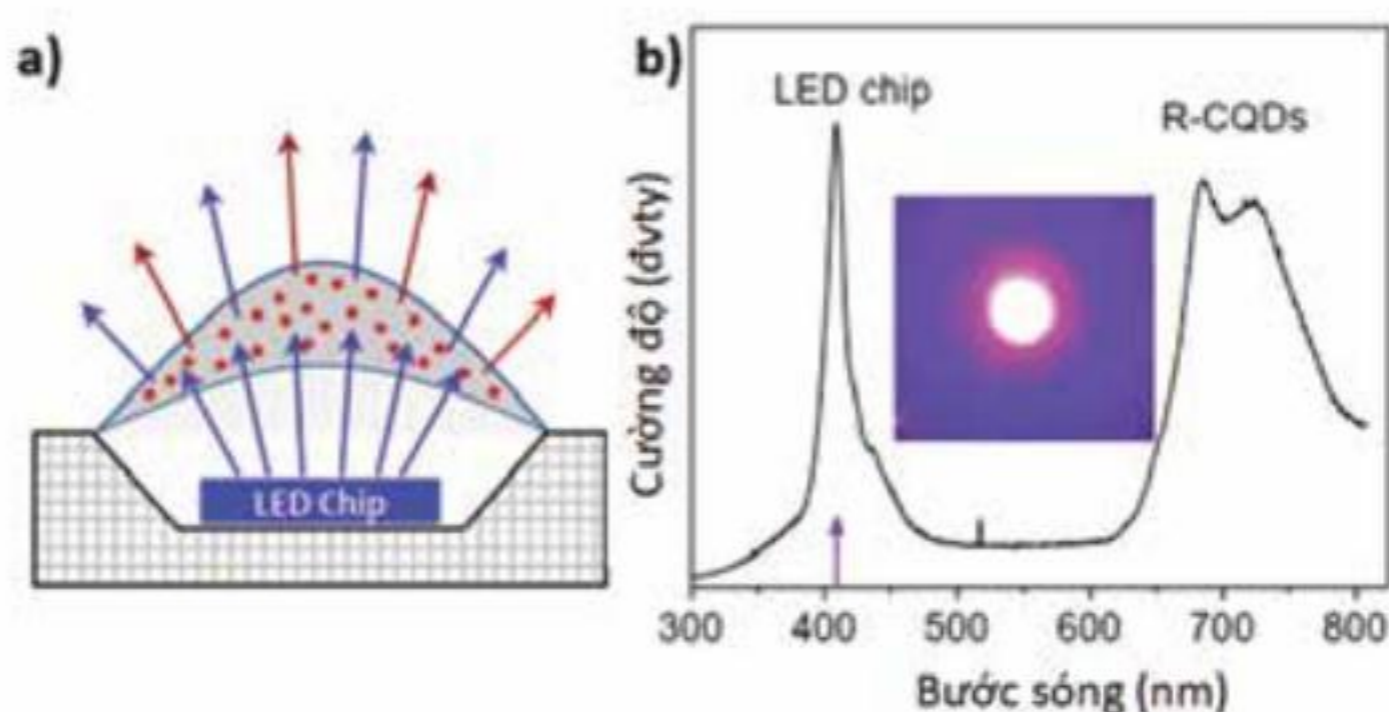 a)
LED Chip
b)
LED chip
R-CQDs
Cường độ (đvty)
300 400 500 600 700 800
Bước sóng (nm)